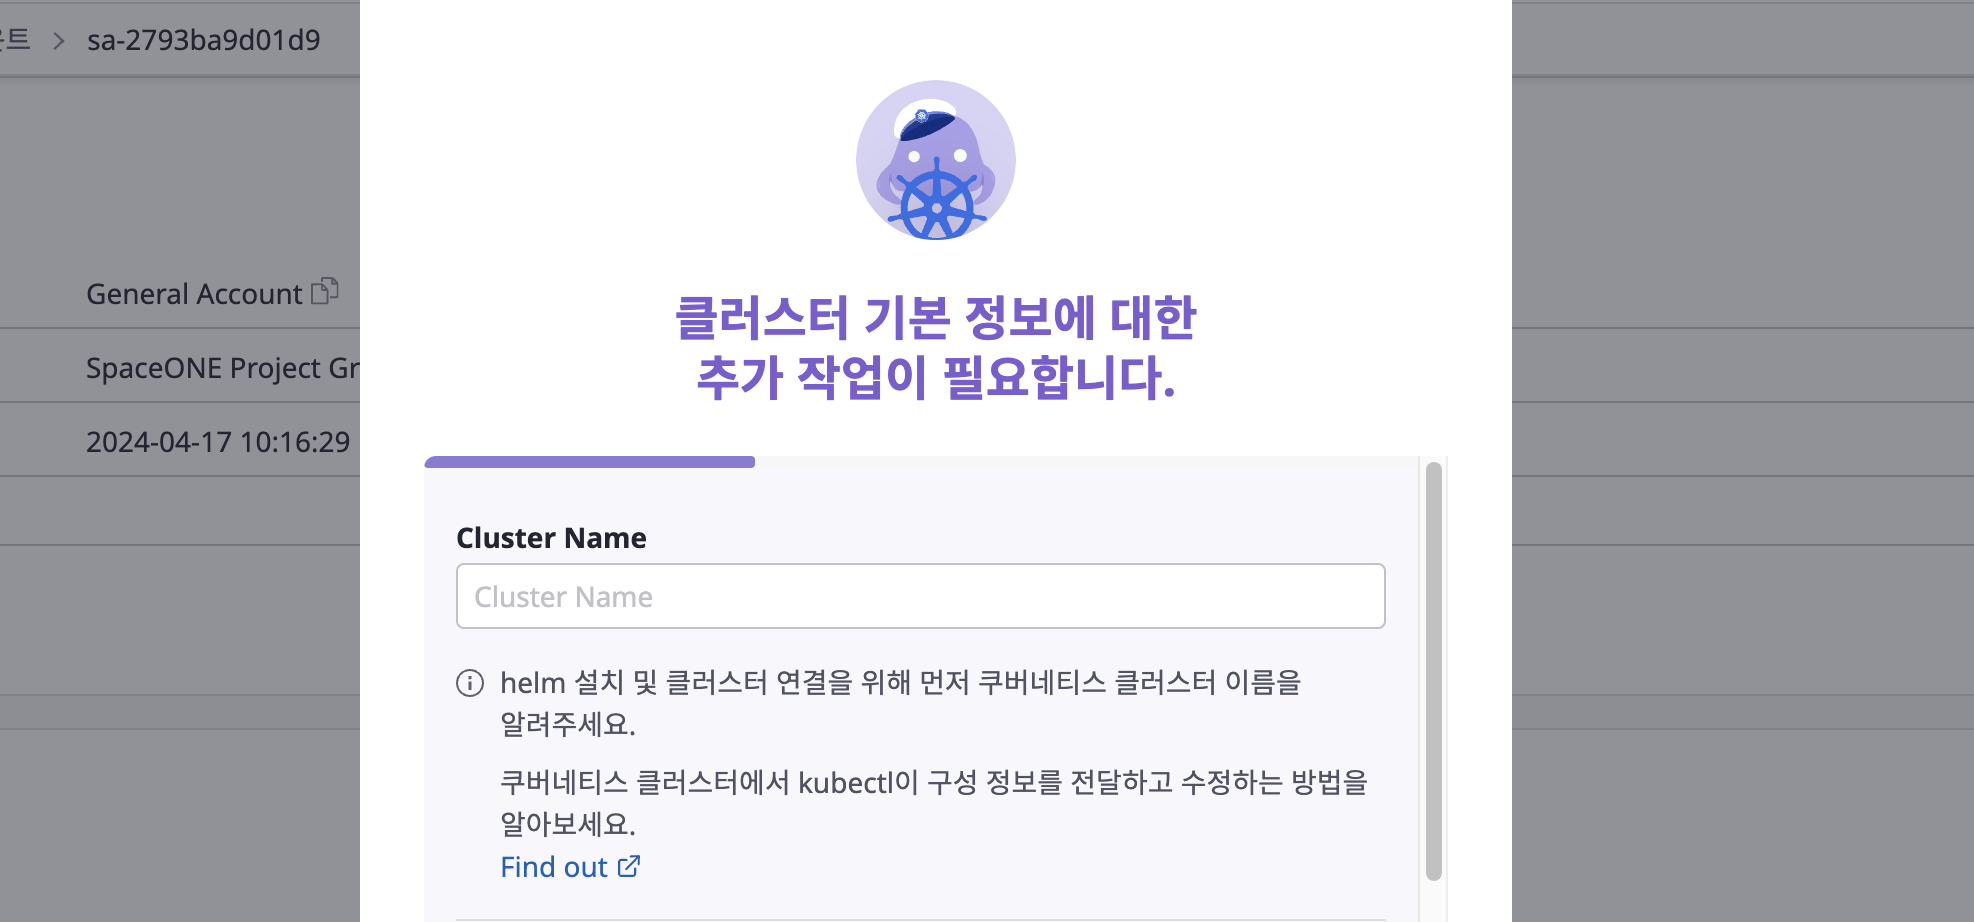 sa-2793ba9d01d9
클러스터 기본 정보에 대한
추가 작업이 필요합니다.
General Account
SpaceONE Project Gr
2024-04-17 10:16:29
Cluster Name
Cluster Name
helm 설치 및 클러스터 연결을 위해 먼저 쿠버네티스 클러스터 이름을
알려주세요.
쿠버네티스 클러스터에서 kubectl이 구성 정보를 전달하고 수정하는 방법을
알아보세요.
Find out